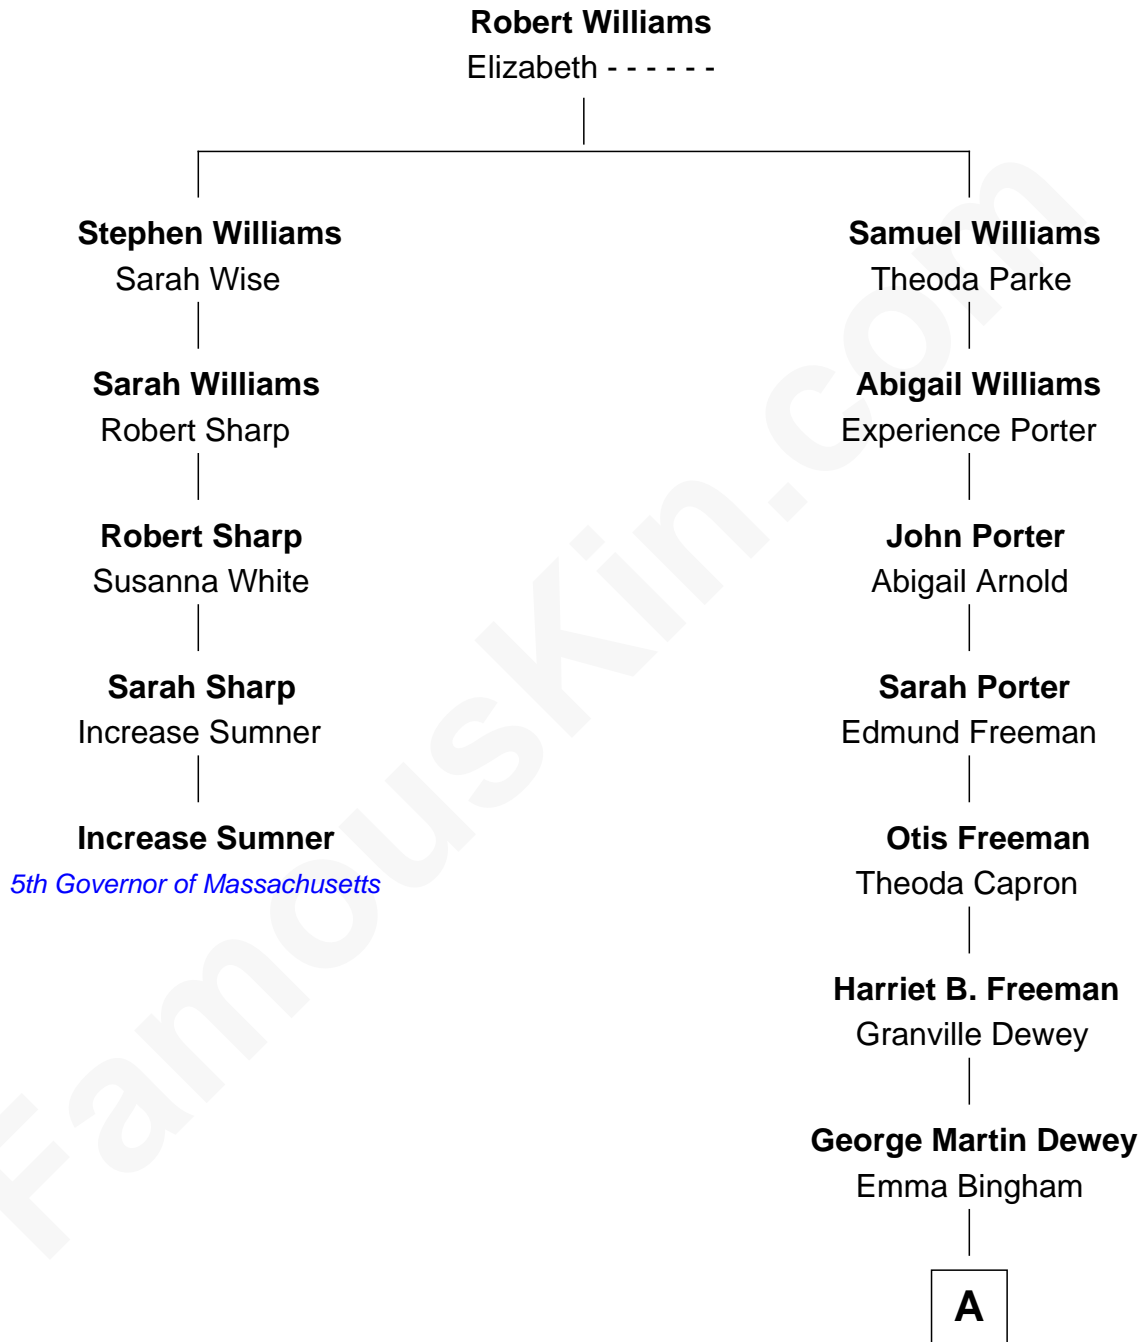 Robert Williams
Elizabeth - - - - - -
Stephen Williams
Sarah Wise
Samuel Williams
Theoda Parke
Sarah Williams
Robert Sharp
Abigail Williams
Experience Porter
Robert Sharp
Susanna White
John Porter
Abigail Arnold
Sarah Sharp
Increase Sumner
Sarah Porter
Edmund Freeman
Increase Sumner
5th Governor of Massachusetts
Otis Freeman
Theoda Capron
Harriet B. Freeman
Granville Dewey
George Martin Dewey
Emma Bingham
A
FamousKin.com